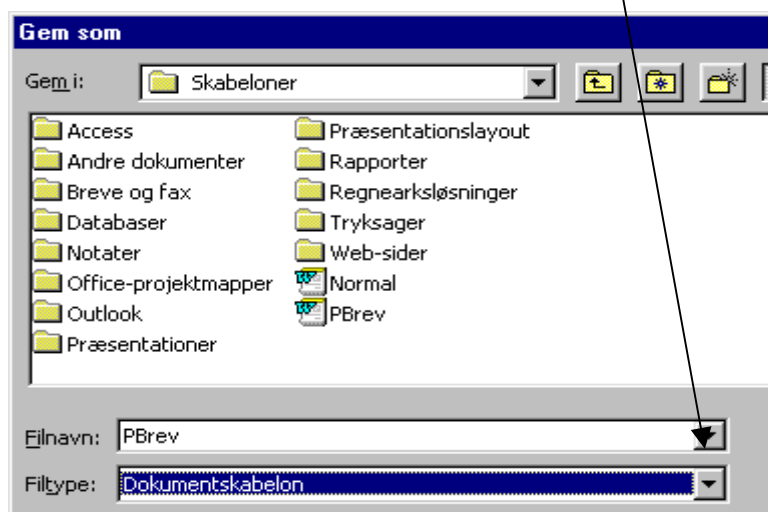 Gem som
Gem i: Skabeloner
Access
Andre dokumenter
Breve og fax
Databaser
Notater
Office-projektmapper
Outlook
Præsentationer
Præsentationslayout
Rapporter
Regnearksløsninger
Tryksager
Web-sider
Normal
PBrev
Filnavn: PBrev
Filtype: Dokumentskabelon